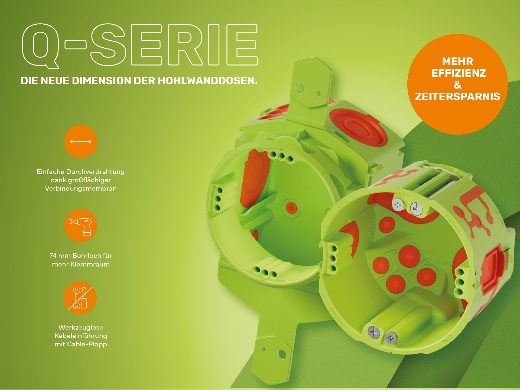 Q-SERIE
DIE NEUE DIMENSION DER HOHLWANDDOSEN.
MEHR
EFFIZIENZ
&
ZEITERSPARNIS
Einfache Durchverdrahtung
dank großflächiger
Verbindungsmembran
74 mm Bohrloch für
mehr Klemmraum
Werkzeuglose
Kabeleinführung
mit Cable-Plopp